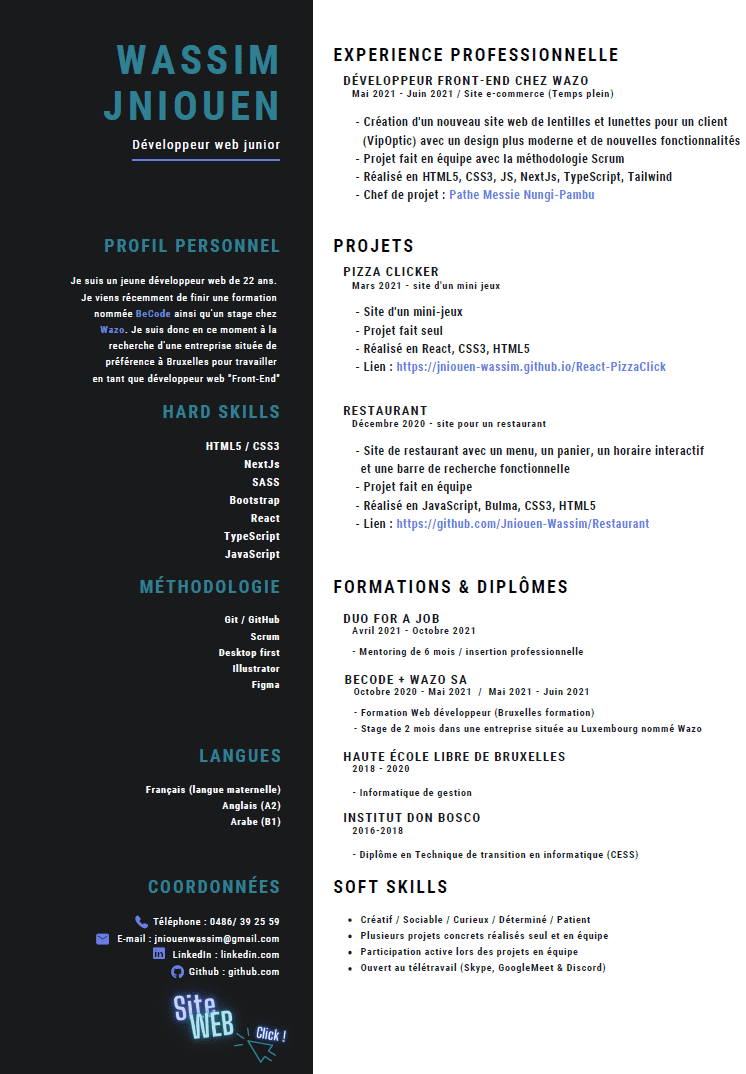 WASSIM
JNIOUEN
Développeur web junior
PROFIL PERSONNEL
Je suis un jeune développeur web de 22 ans.
Je viens récemment de finir une formation
nommée BeCode ainsi qu'un stage chez
Wazo. Je suis donc en ce moment à la
recherche d'une entreprise située de
préférence à Bruxelles pour travailler
en tant que développeur web "Front-End"
HARD SKILLS
HTML5 / CSS3
NextJs
SASS
Bootstrap
React
TypeScript
JavaScript
MÉTHODOLOGIE
Git / GitHub
Scrum
Desktop first
Illustrator
Figma
LANGUES
Français (langue maternelle)
Anglais (A2)
Arabe (B1)
COORDONNÉES
Téléphone : 0486/ 39 25 59
E-mail : jniouenwassim@gmail.com
LinkedIn : linkedin.com
Github : github.com
Site
WEB
Click !
EXPERIENCE PROFESSIONNELLE
DÉVELOPPEUR FRONT-END CHEZ WAZO
Mai 2021 - Juin 2021 / Site e-commerce (Temps plein)
- Création d'un nouveau site web de lentilles et lunettes pour un client
(VipOptic) avec un design plus moderne et de nouvelles fonctionnalités
- Projet fait en équipe avec la méthodologie Scrum
- Réalisé en HTML5, CSS3, JS, NextJs, TypeScript, Tailwind
- Chef de projet : Pathe Messie Nungi-Pambu
PROJETS
PIZZA CLICKER
Mars 2021 - site d'un mini jeux
- Site d'un mini-jeux
- Projet fait seul
- Réalisé en React, CSS3, HTML5
- Lien : https://jniouen-wassim.github.io/React-PizzaClick
RESTAURANT
Décembre 2020 - site pour un restaurant
- Site de restaurant avec un menu, un panier, un horaire interactif
et une barre de recherche fonctionnelle
- Projet fait en équipe
- Réalisé en JavaScript, Bulma, CSS3, HTML5
- Lien : https://github.com/Jniouen-Wassim/Restaurant
FORMATIONS & DIPLÔMES
DUO FOR A JOB
Avril 2021 - Octobre 2021
- Mentoring de 6 mois / insertion professionnelle
BECODE + WAZO SA
Octobre 2020 - Mai 2021 / Mai 2021 - Juin 2021
- Formation Web développeur (Bruxelles formation)
- Stage de 2 mois dans une entreprise située au Luxembourg nommé Wazo
HAUTE ÉCOLE LIBRE DE BRUXELLES
2018 - 2020
- Informatique de gestion
INSTITUT DON BOSCO
2016-2018
- Diplôme en Technique de transition en informatique (CESS)
SOFT SKILLS
• Créatif / Sociable / Curieux / Déterminé / Patient
• Plusieurs projets concrets réalisés seul et en équipe
• Participation active lors des projets en équipe
• Ouvert au télétravail (Skype, GoogleMeet & Discord)